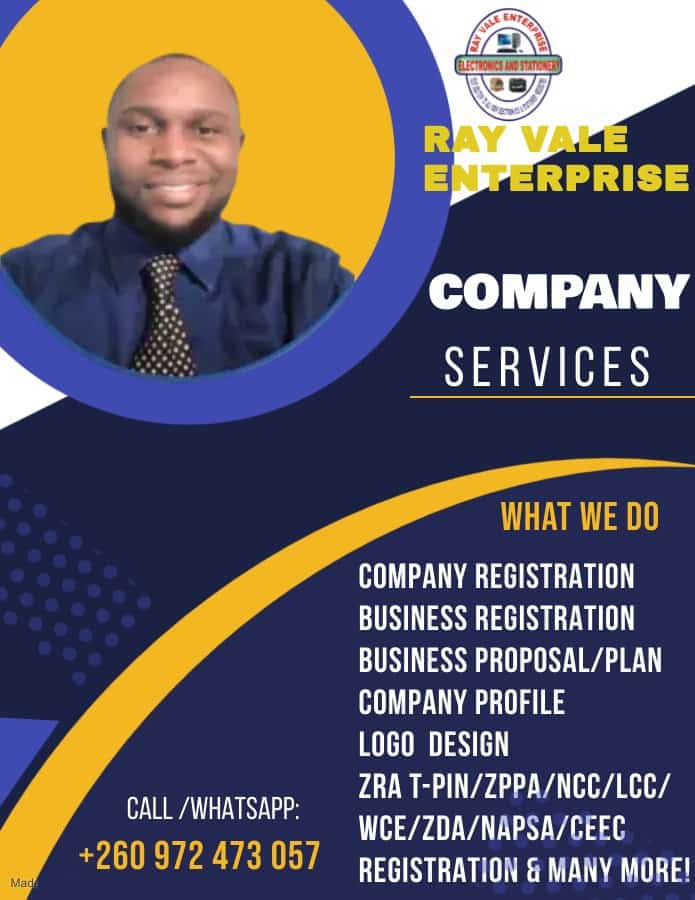 RAY VALE ENTERPRISE
ELECTRONICS AND STATIONERY
RAY VALE
ENTERPRISE
COMPANY
SERVICES
WHAT WE DO
COMPANY REGISTRATION
BUSINESS REGISTRATION
BUSINESS PROPOSAL/PLAN
COMPANY PROFILE
LOGO DESIGN
ZRA T-PIN/ZPPA/NCC/LCC/
WCE/ZDA/NAPSA/CEEC
REGISTRATION & MANY MORE!
CALL /WHATSAPP:
+260 972 473 057